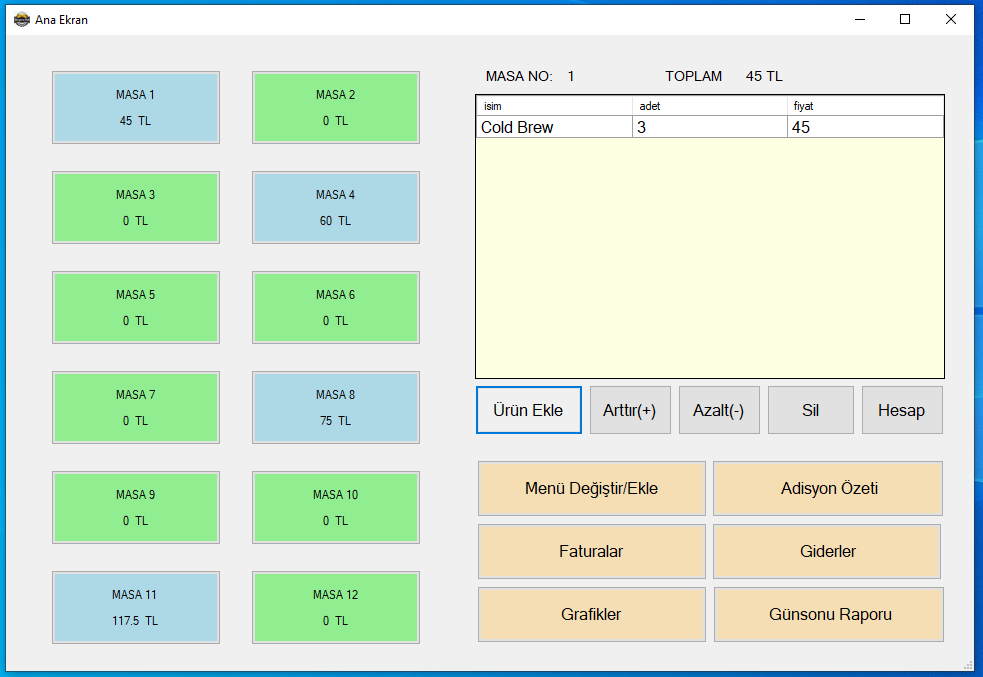 Ana Ekran
MASA 1
45 TL
MASA 2
0 TL
MASA 3
0 TL
MASA 4
60 TL
MASA 5
0 TL
MASA 6
0 TL
MASA 7
0 TL
MASA 8
75 TL
MASA 9
0 TL
MASA 10
0 TL
MASA 11
117.5 TL
MASA 12
0 TL
MASA NO: 1 TOPLAM 45 TL
isim adet fiyat
Cold Brew 3 45
Ürün Ekle Arttır(+) Azalt(-) Sil Hesap
Menü Değiştir/Ekle Adisyon Özeti
Faturalar Giderler
Grafikler Günsonu Raporu